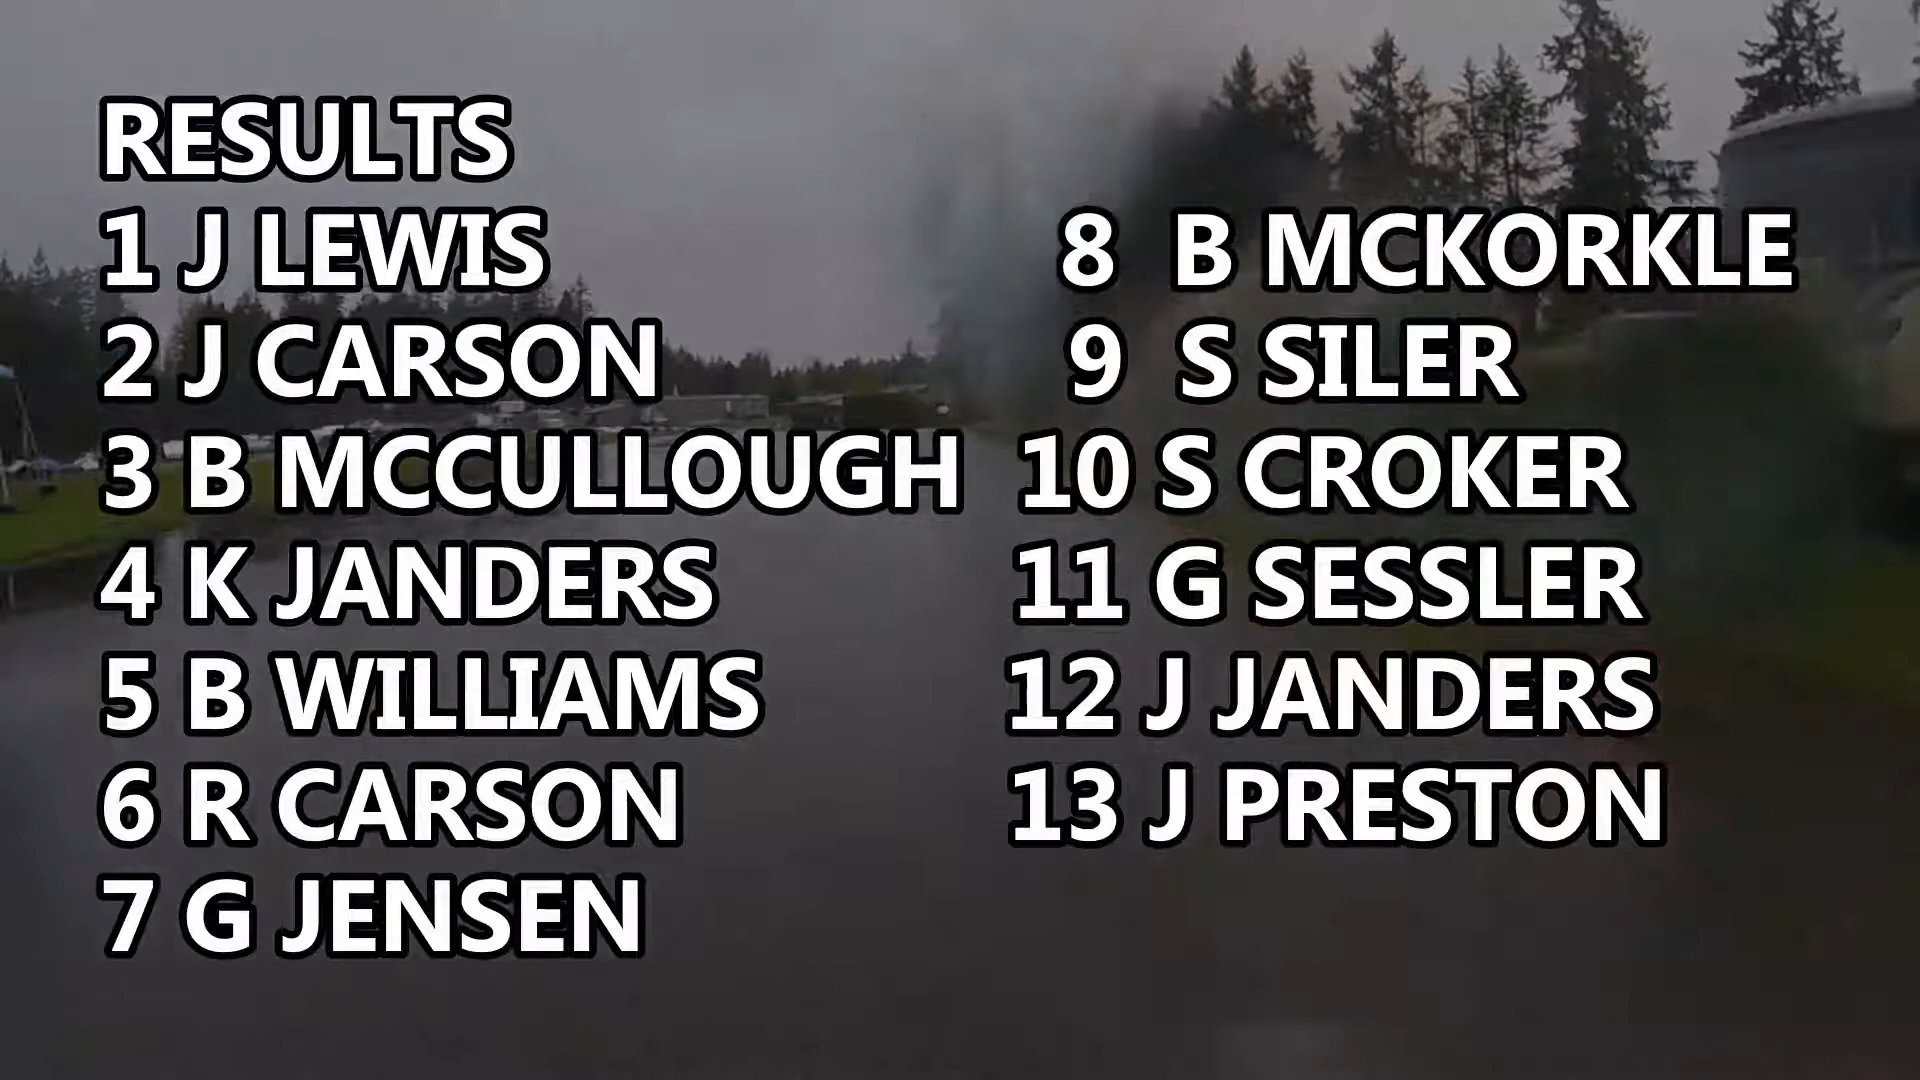 RESULTS
1 J LEWIS
2 J CARSON
3 B MCCULLOUGH
4 K JANDERS
5 B WILLIAMS
6 R CARSON
7 G JENSEN
8 B MCKORKLE
9 S SILER
10 S CROKER
11 G SESSLER
12 J JANDERS
13 J PRESTON